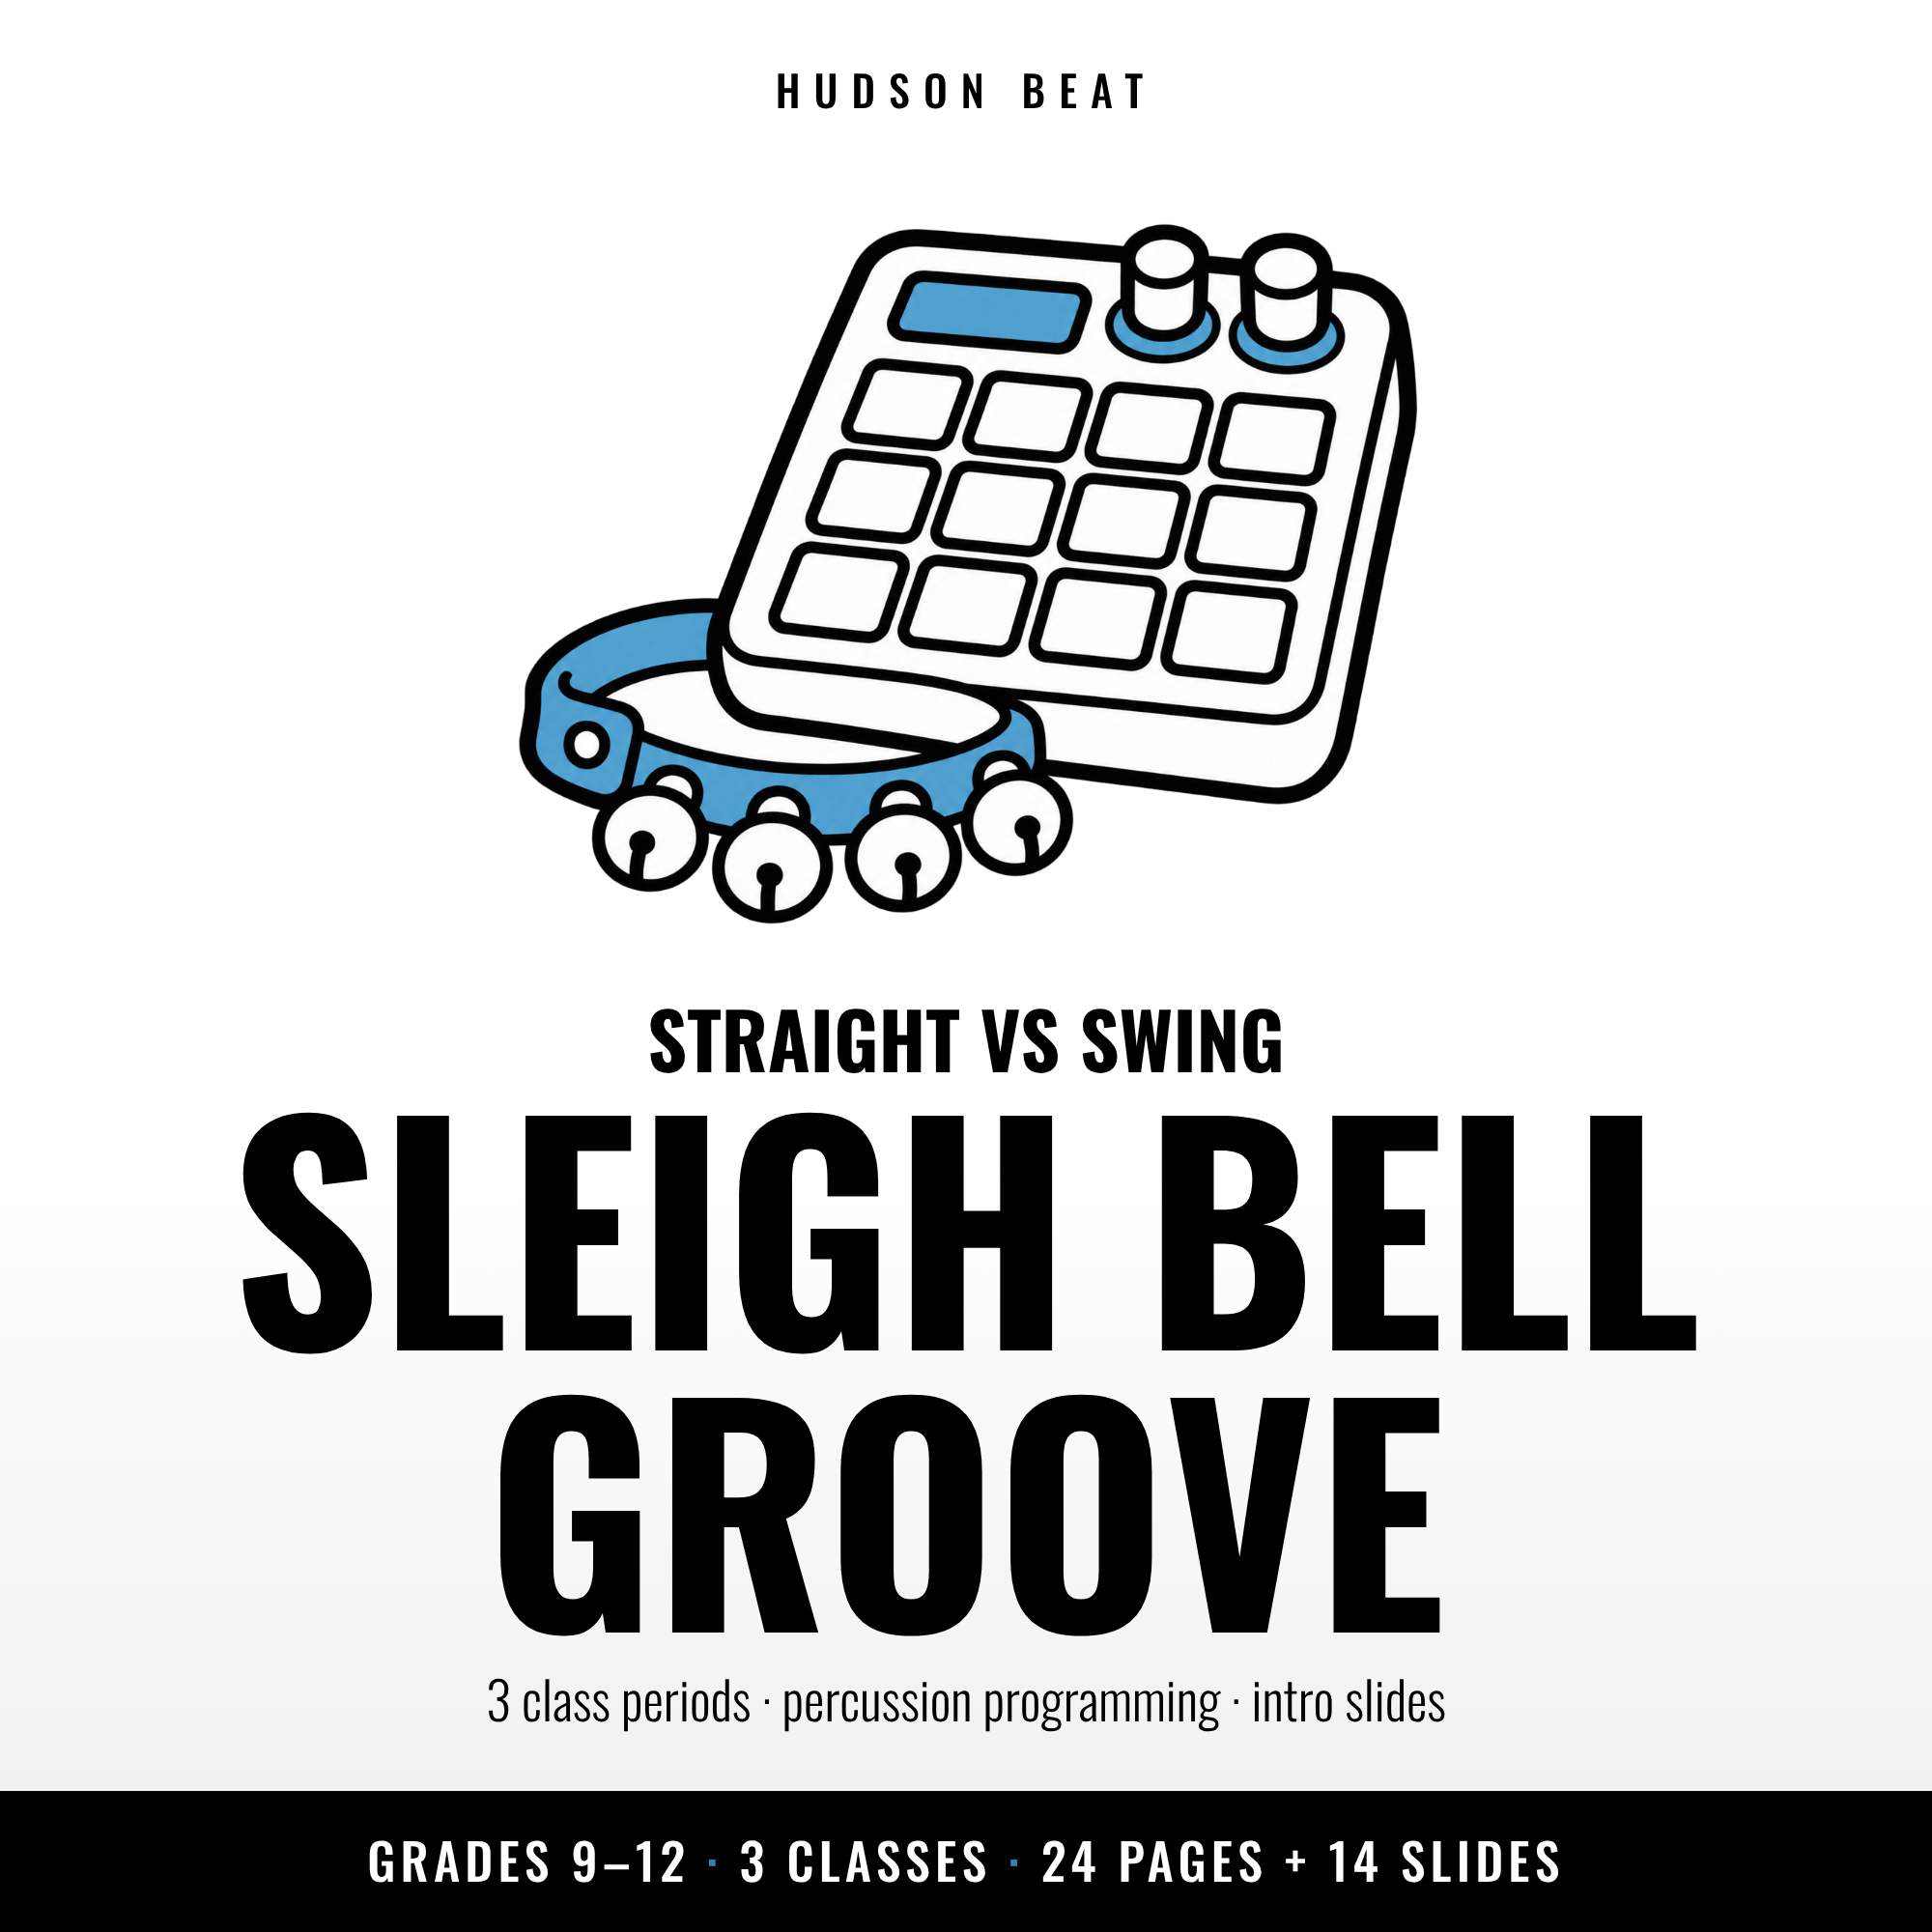 HUDSON BEAT
STRAIGHT VS SWING
SLEIGH BELL
GROOVE
3 class periods · percussion programming · intro slides
GRADES 9–12 · 3 CLASSES · 24 PAGES + 14 SLIDES